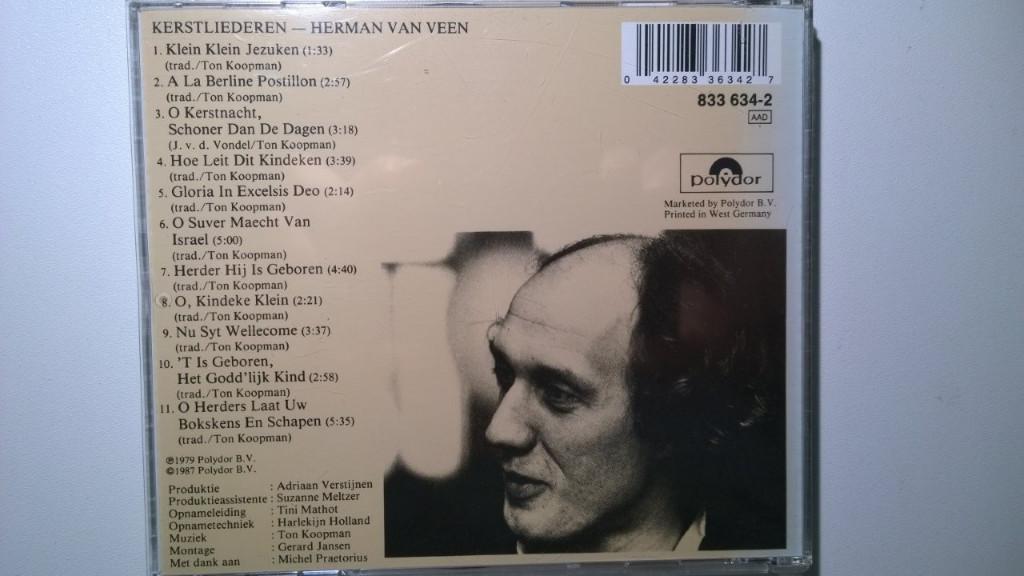 KERSTLIEDEREN — HERMAN VAN VEEN
1. Klein Klein Jezuken (1:33)
(trad./Ton Koopman)
2. A La Berline Postillon (2:57)
(trad./Ton Koopman)
3. O Kerstnacht,
Schoner Dan De Dagen (3:18)
(J. v. d. Vondel/Ton Koopman)
4. Hoe Leit Dit Kindeken (3:39)
(trad./Ton Koopman)
5. Gloria In Excelsis Deo (2:14)
(trad./Ton Koopman)
6. O Suver Maecht Van
Israel (5:00)
(trad./Ton Koopman)
7. Herder Hij Is Geboren (4:40)
(trad./Ton Koopman)
8. O, Kindeke Klein (2:21)
(trad./Ton Koopman)
9. Nu Syt Wellecome (3:37)
(trad./Ton Koopman)
10. 'T Is Geboren,
Het Godd'lijk Kind (2:58)
(trad./Ton Koopman)
11. O Herders Laat Uw
Bokskens En Schapen (5:35)
(trad./Ton Koopman)
℗1979 Polydor B.V.
©1987 Polydor B.V.
Produktie : Adriaan Verstijnen
Produktieassistente : Suzanne Meltzer
Opnameleiding : Tini Mathot
Opnametechniek : Harlekijn Holland
Muziek : Ton Koopman
Montage : Gerard Jansen
Met dank aan : Michel Praetorius
0 42283 36342 7
833 634-2
AAD
polydor
Marketed by Polydor B.V.
Printed in West Germany